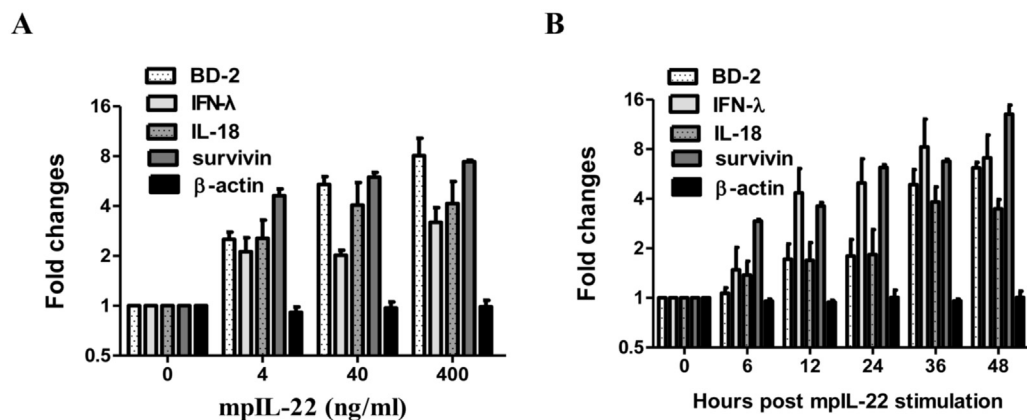 A
BD-2
IFN-λ
IL-18
survivin
β-actin
16
8
4
2
1
0.5
Fold changes
0 4 40 400
mpIL-22 (ng/ml)
B
BD-2
IFN-λ
IL-18
survivin
β-actin
16
8
4
2
1
0.5
Fold changes
0 6 12 24 36 48
Hours post mpIL-22 stimulation